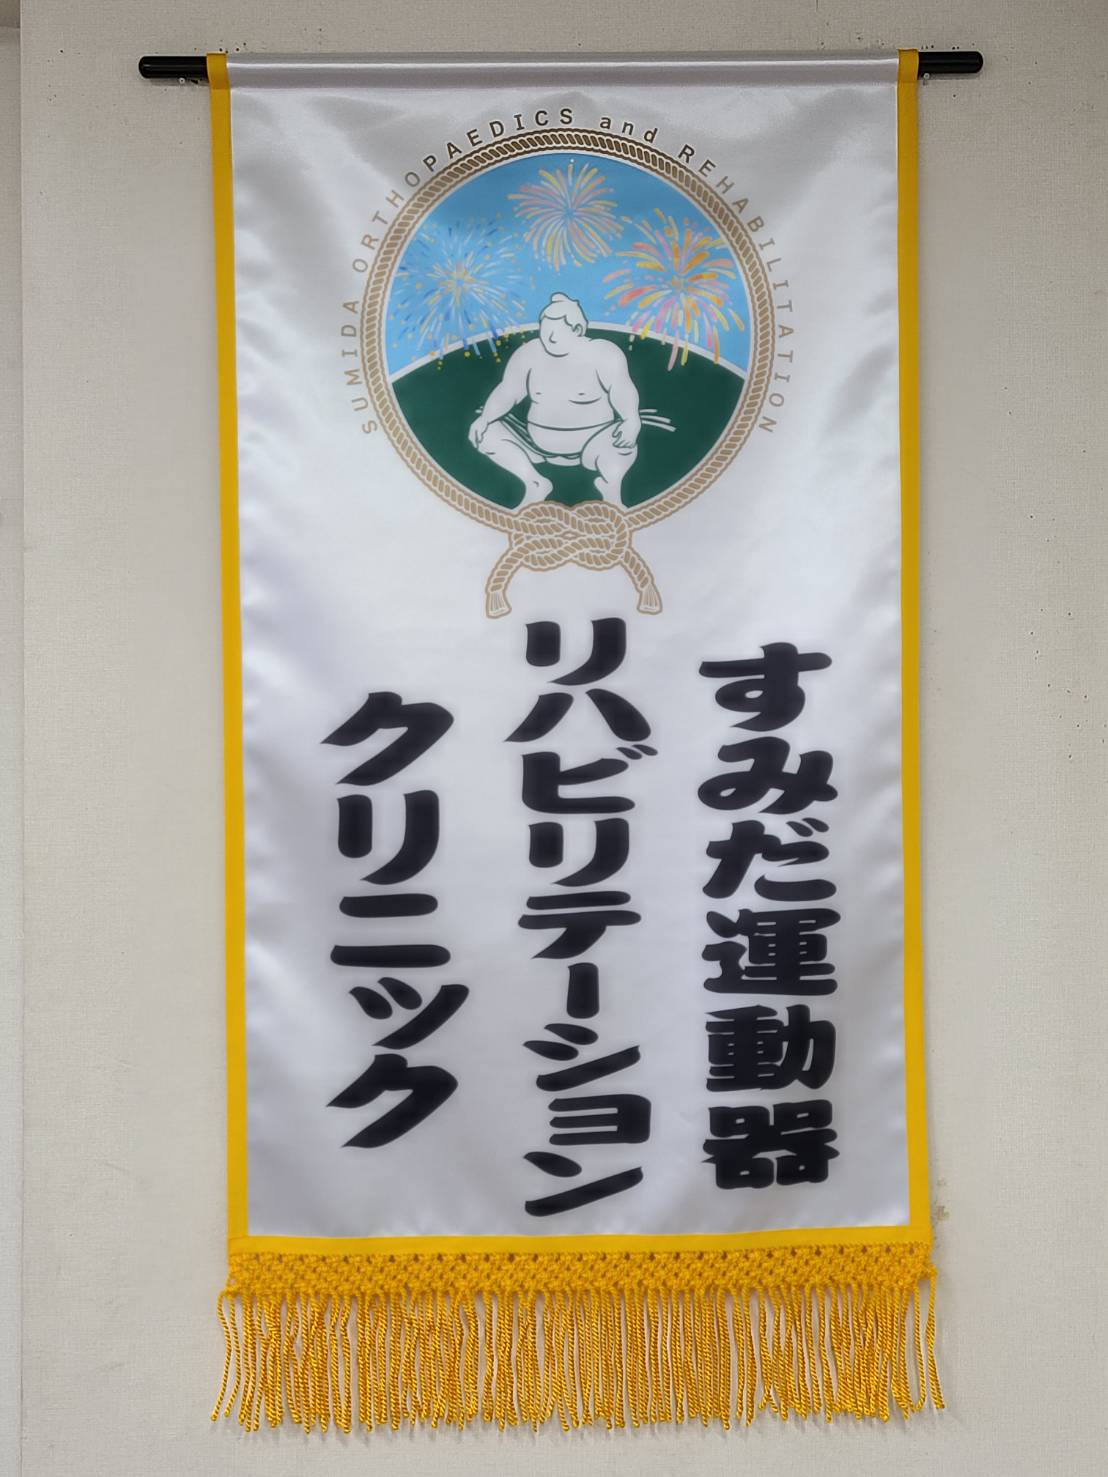 SUMIDA ORTHOPAEDICS and REHABILITATION
すみだ運動器
リハビリテーション
クリニック